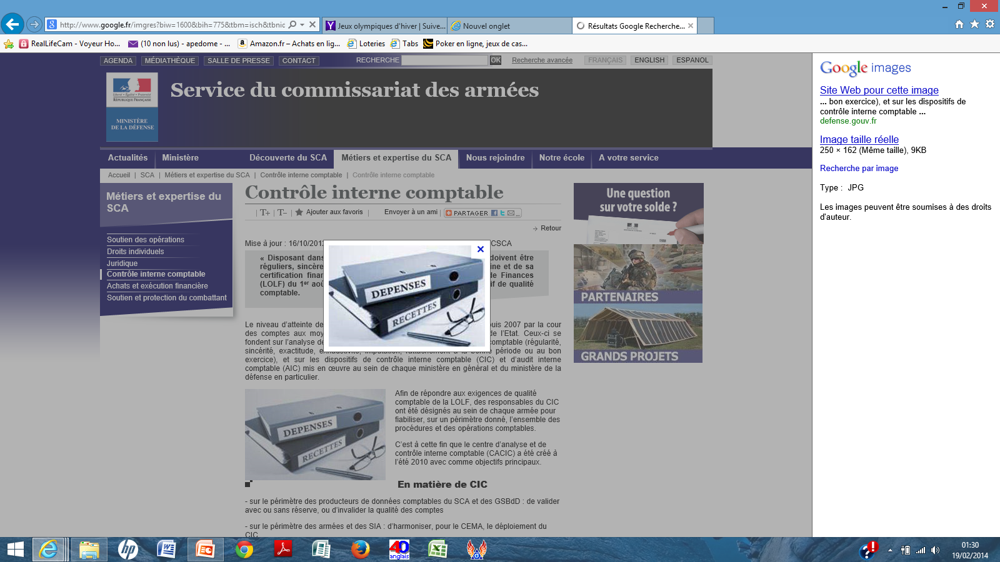 http://www.google.fr/imgres?biw=1600&bih=775&tbm=isch&tbnic
Jeux olympiques d'hiver | Suive...
Nouvel onglet
Résultats Google Recherche...
RealLifeCam - Voyeur Ho...
(10 non lus) - apedome - ...
Amazon.fr – Achats en lig...
Loteries
Tabs
Poker en ligne, jeux de cas...
AGENDA
MÉDIATHÈQUE
SALLE DE PRESSE
CONTACT
RECHERCHE
OK
Recherche avancée
FRANÇAIS
ENGLISH
ESPANOL
Service du commissariat des armées
Liberté • Égalité • Fraternité
RÉPUBLIQUE FRANÇAISE
MINISTÈRE
DE LA DÉFENSE
Actualités
Ministère
Découverte du SCA
Métiers et expertise du SCA
Nous rejoindre
Notre école
A votre service
Accueil | SCA | Métiers et expertise du SCA | Contrôle interne comptable | Contrôle interne comptable
Métiers et expertise du
SCA
Soutien des opérations
Droits individuels
Juridique
Contrôle interne comptable
Achats et exécution financière
Soutien et protection du combattant
Contrôle interne comptable
| T+ | T– | Ajouter aux favoris | Envoyer à un ami | PARTAGER ...
Retour
Mise à jour : 16/10/201 CSCA
« Disposant dans doivent être
réguliers, sincère ine et de sa
certification finan de Finances
(LOLF) du 1er aoû if de qualité
comptable.
DEPENSES
RECETTES
Le niveau d'atteinte de uis 2007 par la cour
des comptes aux moy de l'Etat. Ceux-ci se
fondent sur l'analyse de comptable (régularité,
sincérité, exactitude, exhaustivité, imputation, rattachement à la bonne période ou au bon
exercice), et sur les dispositifs de contrôle interne comptable (CIC) et d'audit interne
comptable (AIC) mis en œuvre au sein de chaque ministère en général et du ministère de la
défense en particulier.
DEPENSES
RECETTES
Afin de répondre aux exigences de qualité
comptable de la LOLF, des responsables du CIC
ont été désignés au sein de chaque armée pour
fiabiliser, sur un périmètre donné, l'ensemble des
procédures et des opérations comptables.
C'est à cette fin que le centre d'analyse et de
contrôle interne comptable (CACIC) a été créé à
l'été 2010 avec comme objectifs principaux.
En matière de CIC
- sur le périmètre des producteurs de données comptables du SCA et des GSBdD : de valider
avec ou sans réserve, ou d'invalider la qualité des comptes
- sur le périmètre des armées et des SIA : d'harmoniser, pour le CEMA, le déploiement du
CIC
Une question
sur votre solde ?
PARTENAIRES
GRANDS PROJETS
Google images
Site Web pour cette image
... bon exercice), et sur les dispositifs de
contrôle interne comptable ...
defense.gouv.fr
Image taille réelle
250 × 162 (Même taille), 9KB
Recherche par image
Type : JPG
Les images peuvent être soumises à des droits
d'auteur.
hp
40
anglais
01:30
19/02/2014